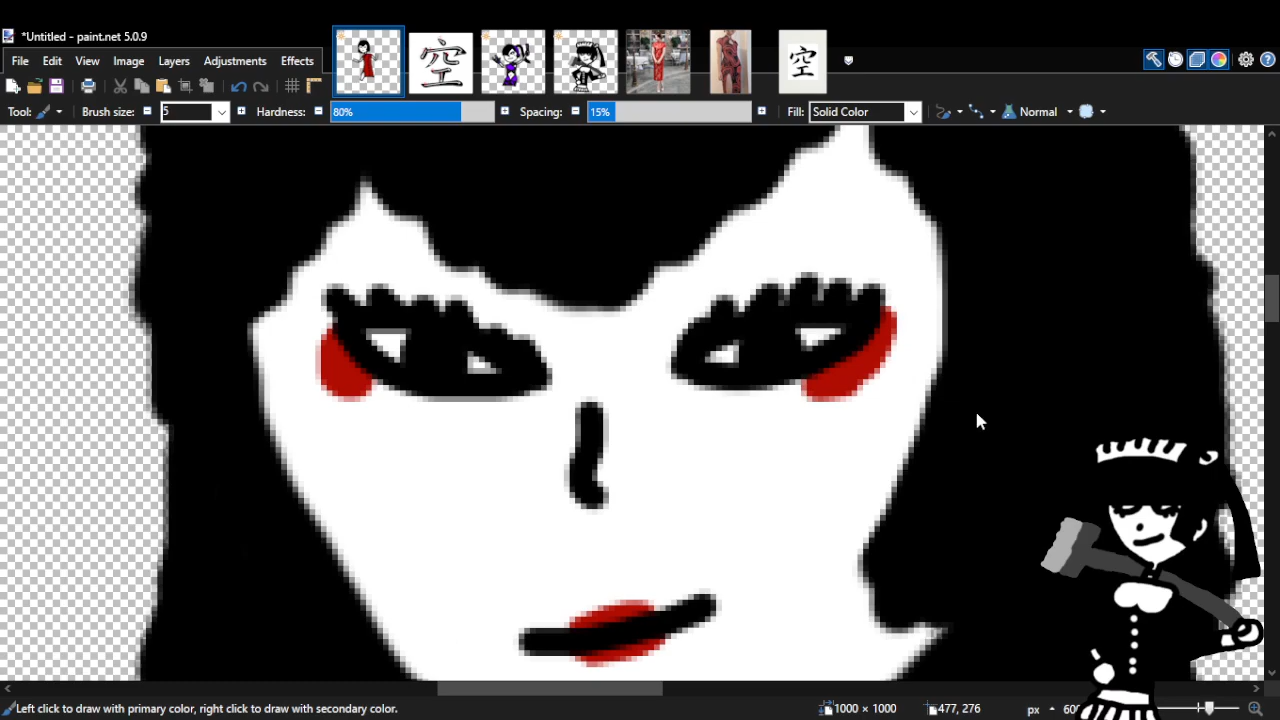 *Untitled - paint.net 5.0.9
File Edit View Image Layers Adjustments Effects
空
空
Tool: Brush size: 5 Hardness: 80% Spacing: 15% Fill: Solid Color Normal
Left click to draw with primary color, right click to draw with secondary color. 1000 × 1000 477, 276 px